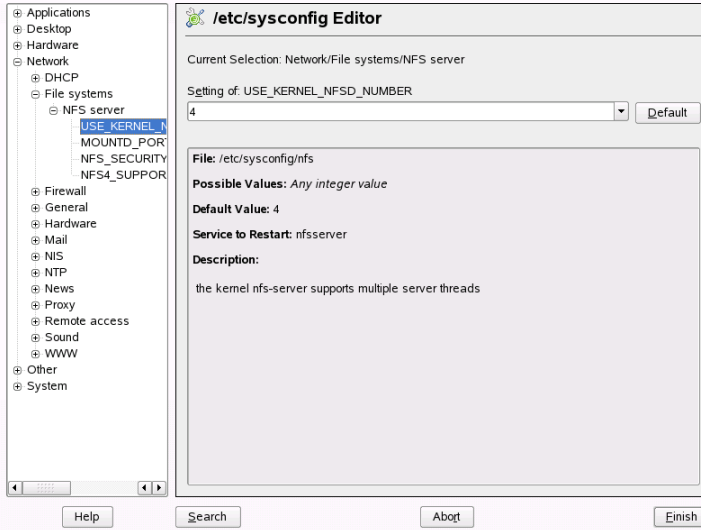 Applications
Desktop
Hardware
Network
DHCP
File systems
NFS server
USE_KERNEL_N
MOUNTD_POR
NFS_SECURITY
NFS4_SUPPOR
Firewall
General
Hardware
Mail
NIS
NTP
News
Proxy
Remote access
Sound
WWW
Other
System
/etc/sysconfig Editor
Current Selection: Network/File systems/NFS server
Setting of: USE_KERNEL_NFSD_NUMBER
4
Default
File: /etc/sysconfig/nfs
Possible Values: Any integer value
Default Value: 4
Service to Restart: nfsserver
Description:
the kernel nfs-server supports multiple server threads
Help
Search
Abort
Finish